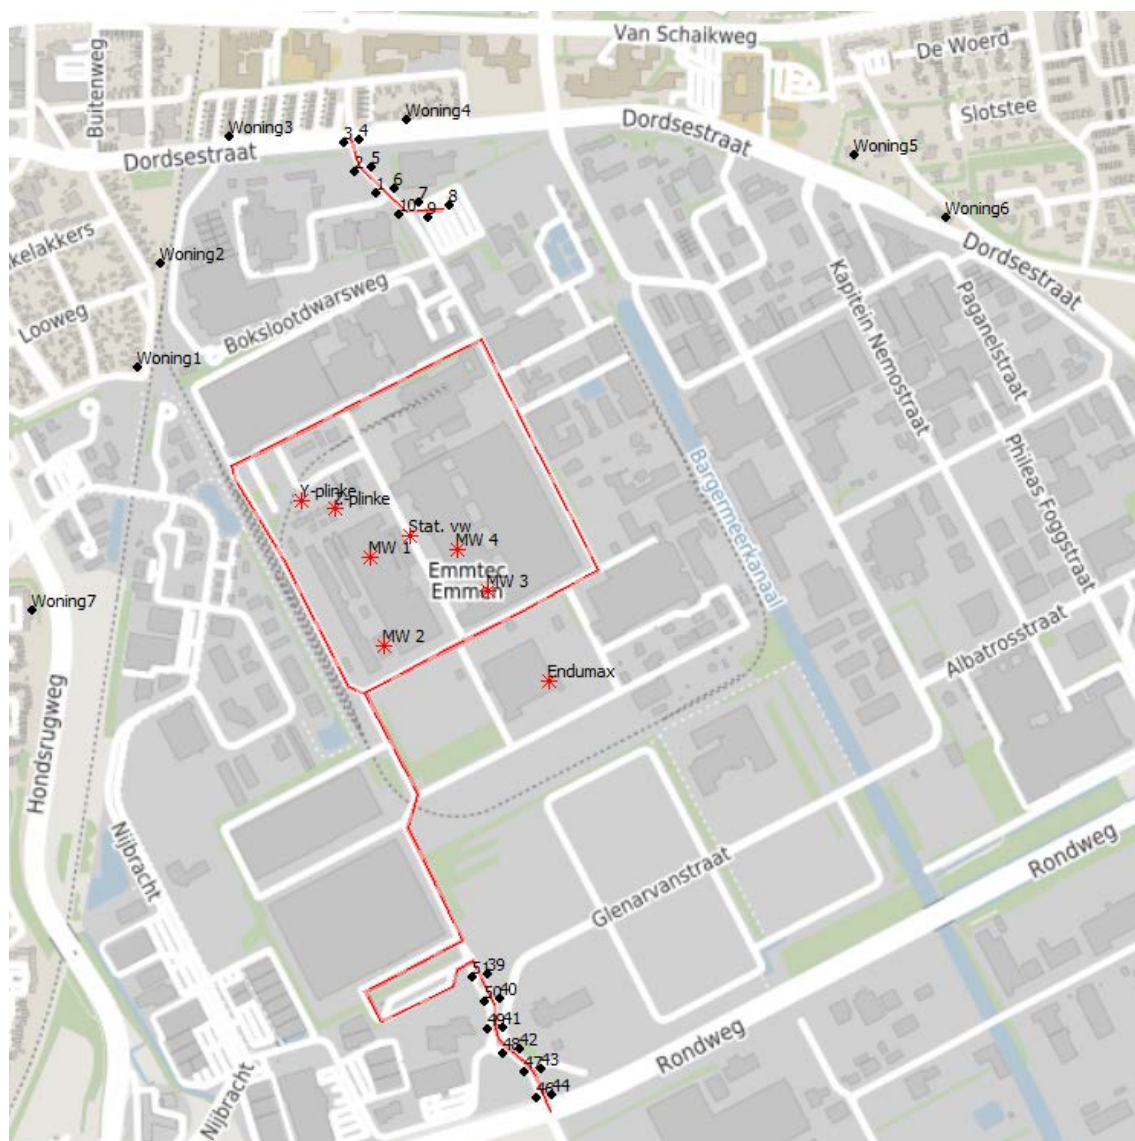 Van Schaikweg
De Woerd
Buitenweg
Slotstee
Woning3
Woning4
3
4
Dordsestraat
Dordsestraat
Woning5
2
5
1
6
7
8
10
9
Woning6
Dordsestraat
kelakkers
Woning2
Looweg
Bokslootdwarsweg
Kapitein Nemostraat
Paganelstraat
Woning1
Phileas Foggstraat
Bargermeerkanaal
Y-plinke
Z-plinke
Stat. vw
MW 1
MW 4
Emmtec
Emmen
MW 3
Woning7
MW 2
Albatrosstraat
Endumax
Hondsrugweg
Nijbracht
Glenarvanstraat
Rondweg
51
39
50
40
49
41
48
42
47
43
46
44
Rondweg
Nijbracht